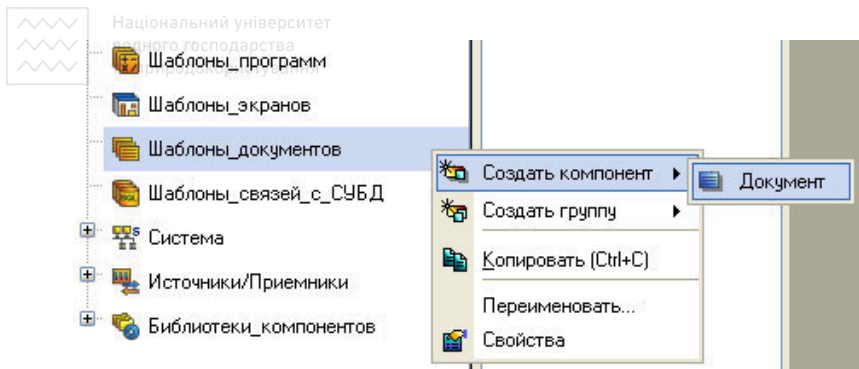 Національний університет
водного господарства
та природокористування
Шаблоны_программ
Шаблоны_экранов
Шаблоны_документов
Шаблоны_связей_с_СУБД
Система
Источники/Приемники
Библиотеки_компонентов
Создать компонент
Создать группу
Копировать (Ctrl+C)
Переименовать...
Свойства
Документ